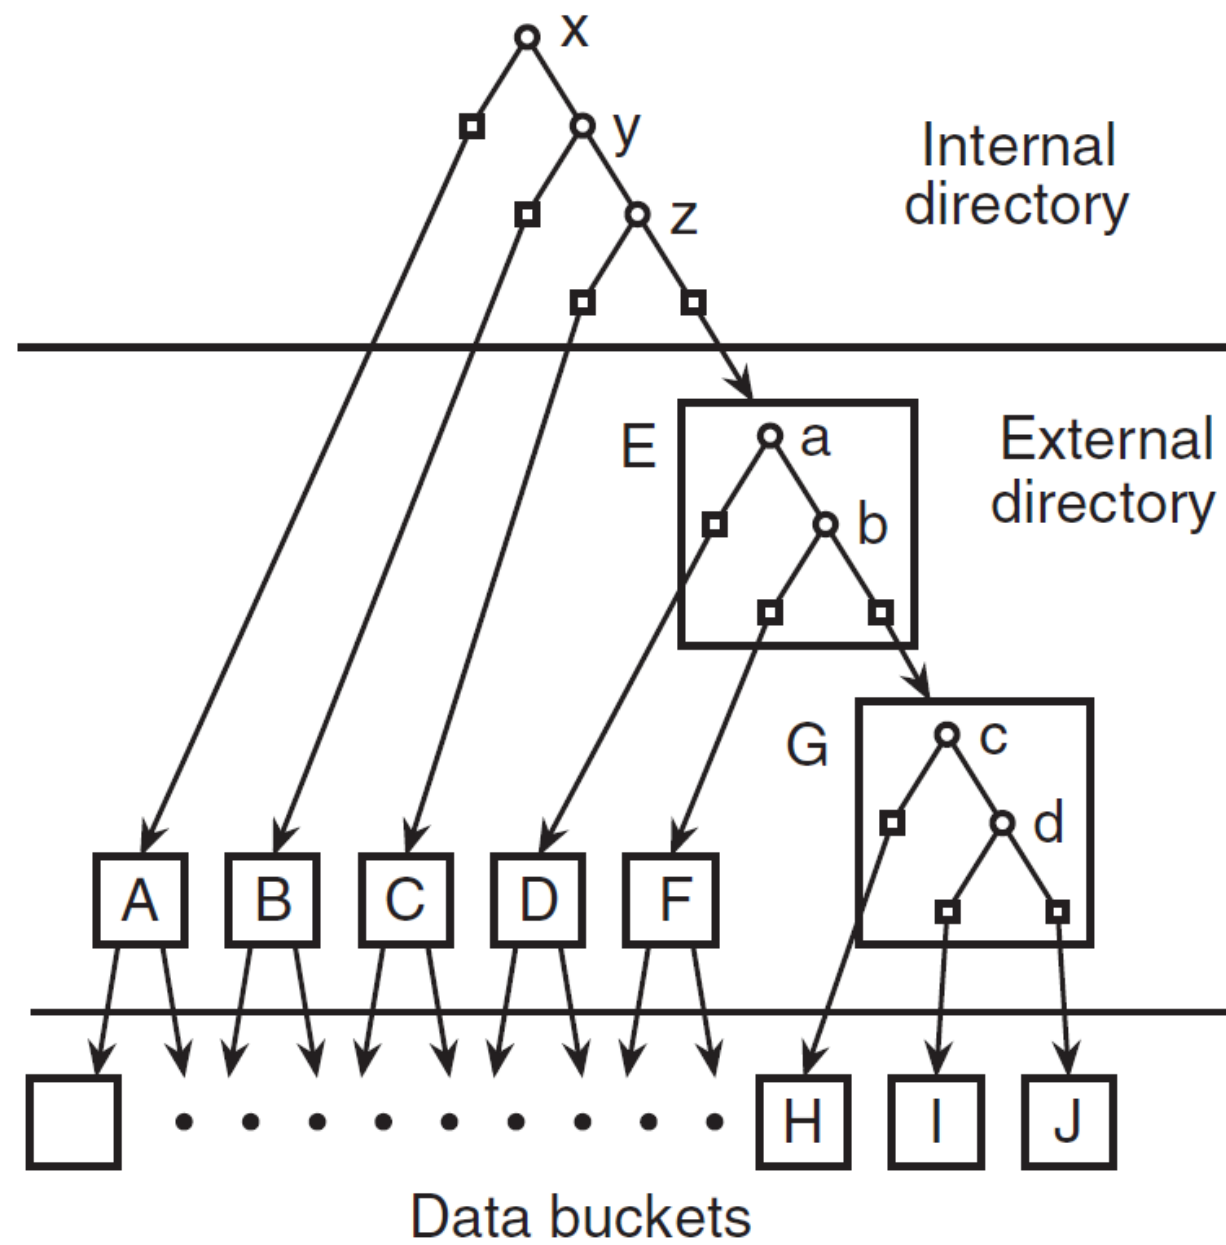 x
y
Internal
directory
z
E
a
External
directory
b
G
c
d
A B C D F
H I J
Data buckets